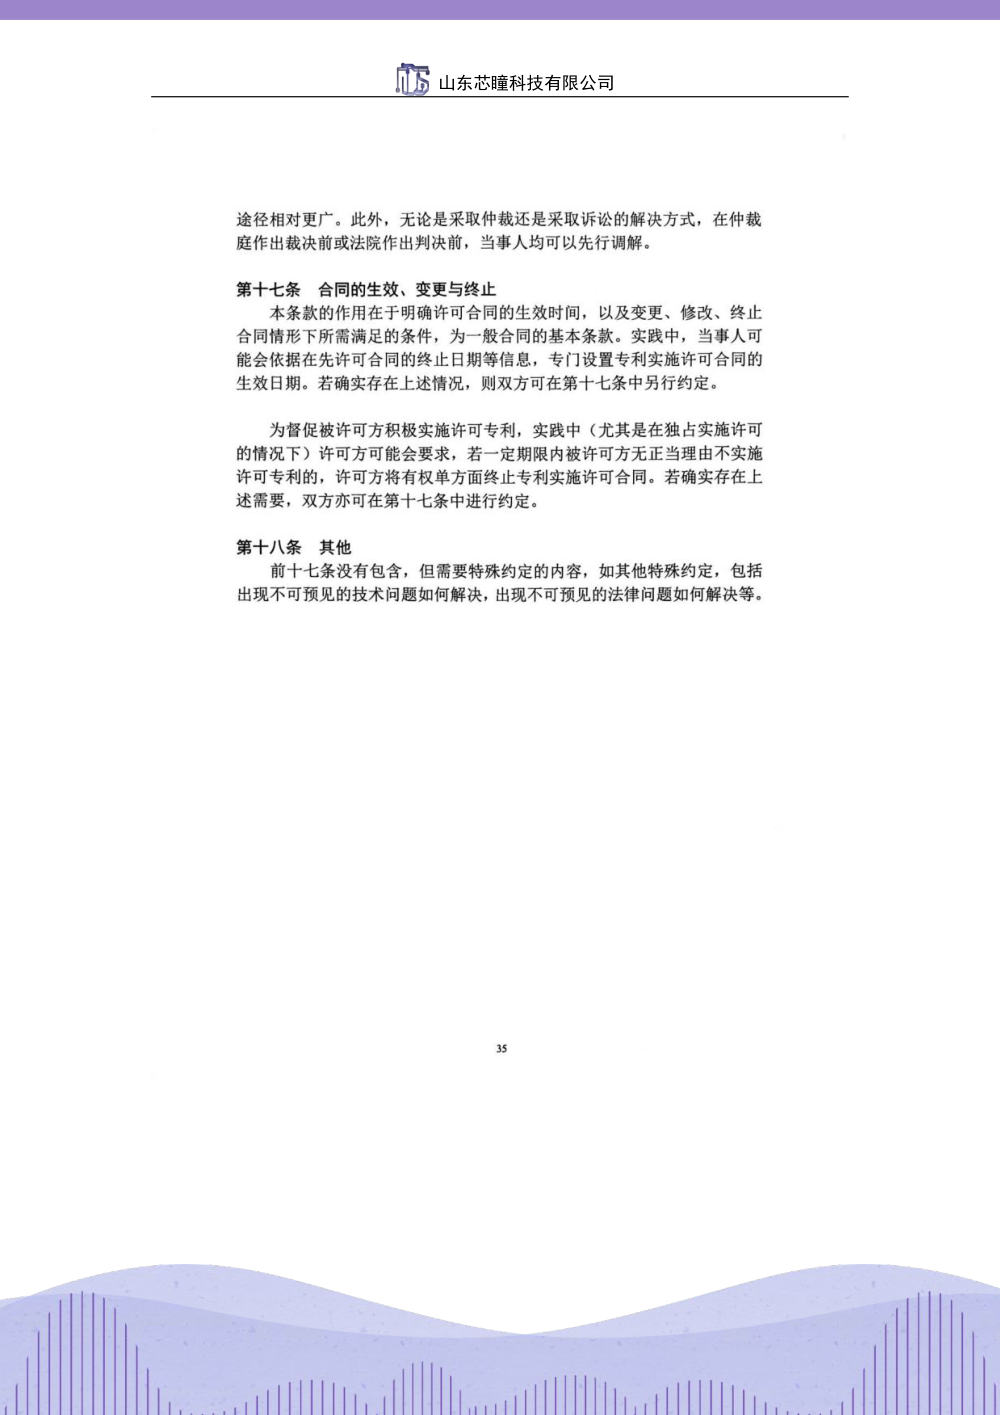 山东芯瞳科技有限公司
途径相对更广。此外，无论是采取仲裁还是采取诉讼的解决方式，在仲裁
庭作出裁决前或法院作出判决前，当事人均可以先行调解。
第十七条　合同的生效、变更与终止
本条款的作用在于明确许可合同的生效时间，以及变更、修改、终止
合同情形下所需满足的条件，为一般合同的基本条款。实践中，当事人可
能会依据在先许可合同的终止日期等信息，专门设置专利实施许可合同的
生效日期。若确实存在上述情况，则双方可在第十七条中另行约定。
为督促被许可方积极实施许可专利，实践中（尤其是在独占实施许可
的情况下）许可方可能会要求，若一定期限内被许可方无正当理由不实施
许可专利的，许可方将有权单方面终止专利实施许可合同。若确实存在上
述需要，双方亦可在第十七条中进行约定。
第十八条　其他
前十七条没有包含，但需要特殊约定的内容，如其他特殊约定，包括
出现不可预见的技术问题如何解决，出现不可预见的法律问题如何解决等。
35